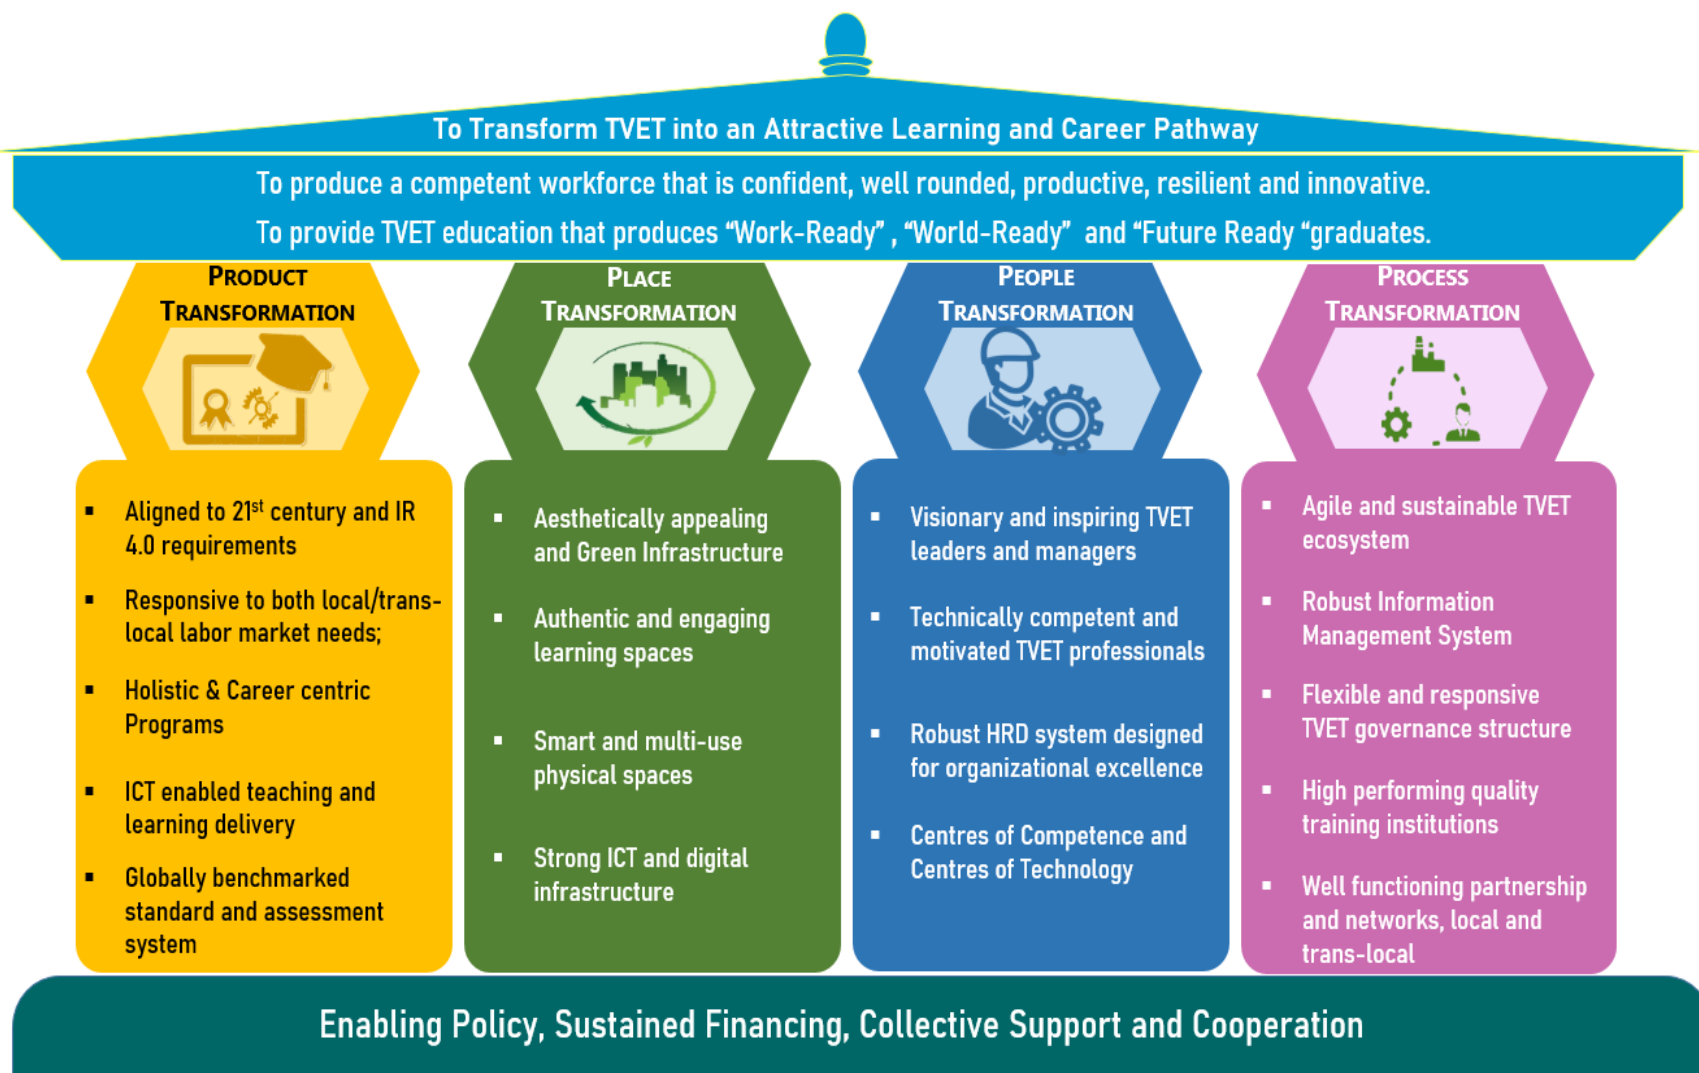 To Transform TVET into an Attractive Learning and Career Pathway
To produce a competent workforce that is confident, well rounded, productive, resilient and innovative.
To provide TVET education that produces “Work-Ready” , “World-Ready”  and “Future Ready “graduates.
PRODUCT
TRANSFORMATION
▪ Aligned to 21st century and IR
4.0 requirements
▪ Responsive to both local/trans-
local labor market needs;
▪ Holistic & Career centric
Programs
▪ ICT enabled teaching and
learning delivery
▪ Globally benchmarked
standard and assessment
system
PLACE
TRANSFORMATION
▪ Aesthetically appealing
and Green Infrastructure
▪ Authentic and engaging
learning spaces
▪ Smart and multi-use
physical spaces
▪ Strong ICT and digital
infrastructure
PEOPLE
TRANSFORMATION
▪ Visionary and inspiring TVET
leaders and managers
▪ Technically competent and
motivated TVET professionals
▪ Robust HRD system designed
for organizational excellence
▪ Centres of Competence and
Centres of Technology
PROCESS
TRANSFORMATION
▪ Agile and sustainable TVET
ecosystem
▪ Robust Information
Management System
▪ Flexible and responsive
TVET governance structure
▪ High performing quality
training institutions
▪ Well functioning partnership
and networks, local and
trans-local
Enabling Policy, Sustained Financing, Collective Support and Cooperation